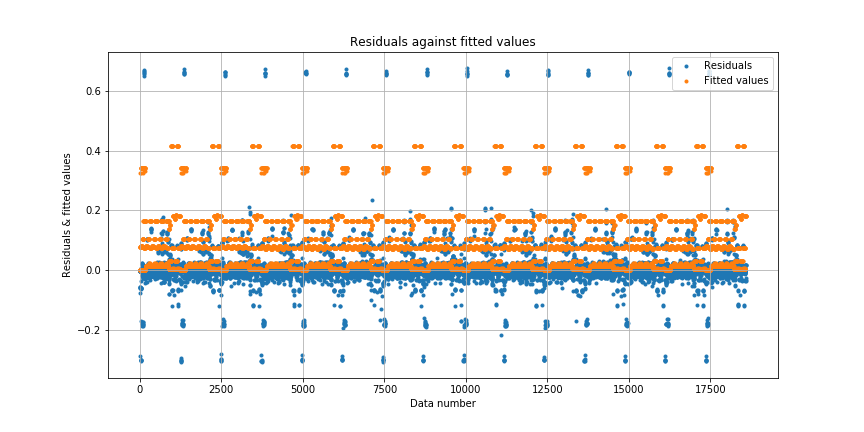 Residuals against fitted values
Residuals
Fitted values
Residuals & fitted values
0.6
0.4
0.2
0.0
−0.2
0
2500
5000
7500
10000
12500
15000
17500
Data number